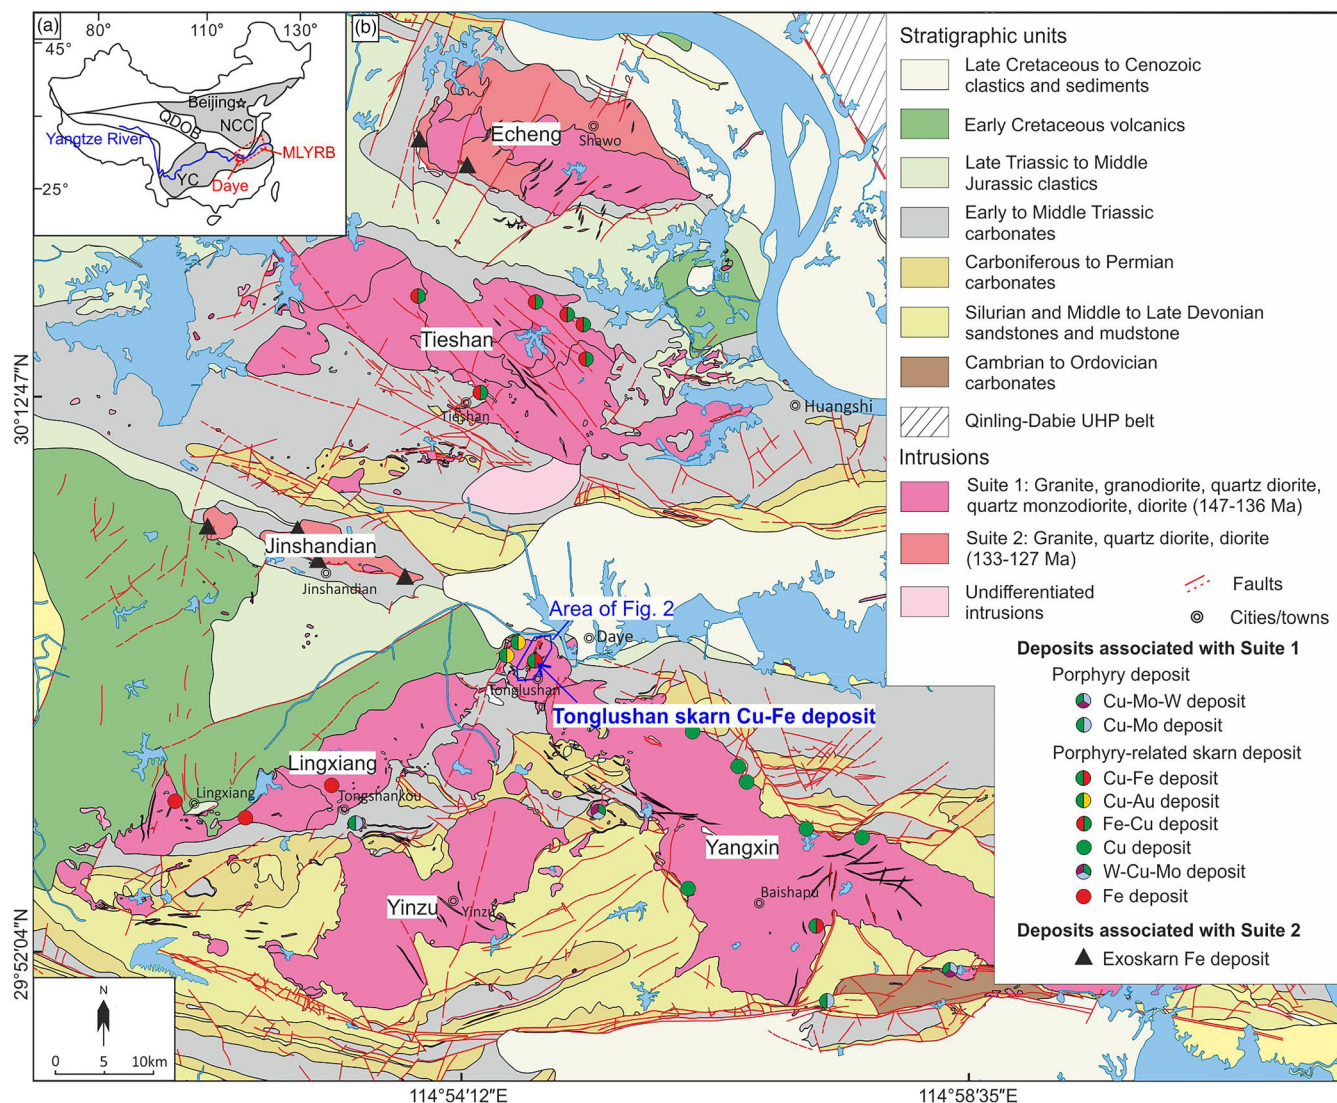 (a)
80°
110°
130°
45°
25°
Beijing
QDOB
NCC
Yangtze River
MLYRB
YC
Daye
(b)
Echeng
Shawo
Tieshan
Tieshan
Huangshi
Jinshandian
Jinshandian
Area of Fig. 2
Daye
Tonglushan
Tonglushan skarn Cu-Fe deposit
Lingxiang
Lingxiang
Tongshankou
Yangxin
Baishapu
Yinzu
Yinzu
30°12'47"N
29°52'04"N
114°54'12"E
114°58'35"E
N
0 5 10km
Stratigraphic units
Late Cretaceous to Cenozoic
clastics and sediments
Early Cretaceous volcanics
Late Triassic to Middle
Jurassic clastics
Early to Middle Triassic
carbonates
Carboniferous to Permian
carbonates
Silurian and Middle to Late Devonian
sandstones and mudstone
Cambrian to Ordovician
carbonates
Qinling-Dabie UHP belt
Intrusions
Suite 1: Granite, granodiorite, quartz diorite,
quartz monzodiorite, diorite (147-136 Ma)
Suite 2: Granite, quartz diorite, diorite
(133-127 Ma)
Undifferentiated
intrusions
Faults
Cities/towns
Deposits associated with Suite 1
Porphyry deposit
Cu-Mo-W deposit
Cu-Mo deposit
Porphyry-related skarn deposit
Cu-Fe deposit
Cu-Au deposit
Fe-Cu deposit
Cu deposit
W-Cu-Mo deposit
Fe deposit
Deposits associated with Suite 2
Exoskarn Fe deposit